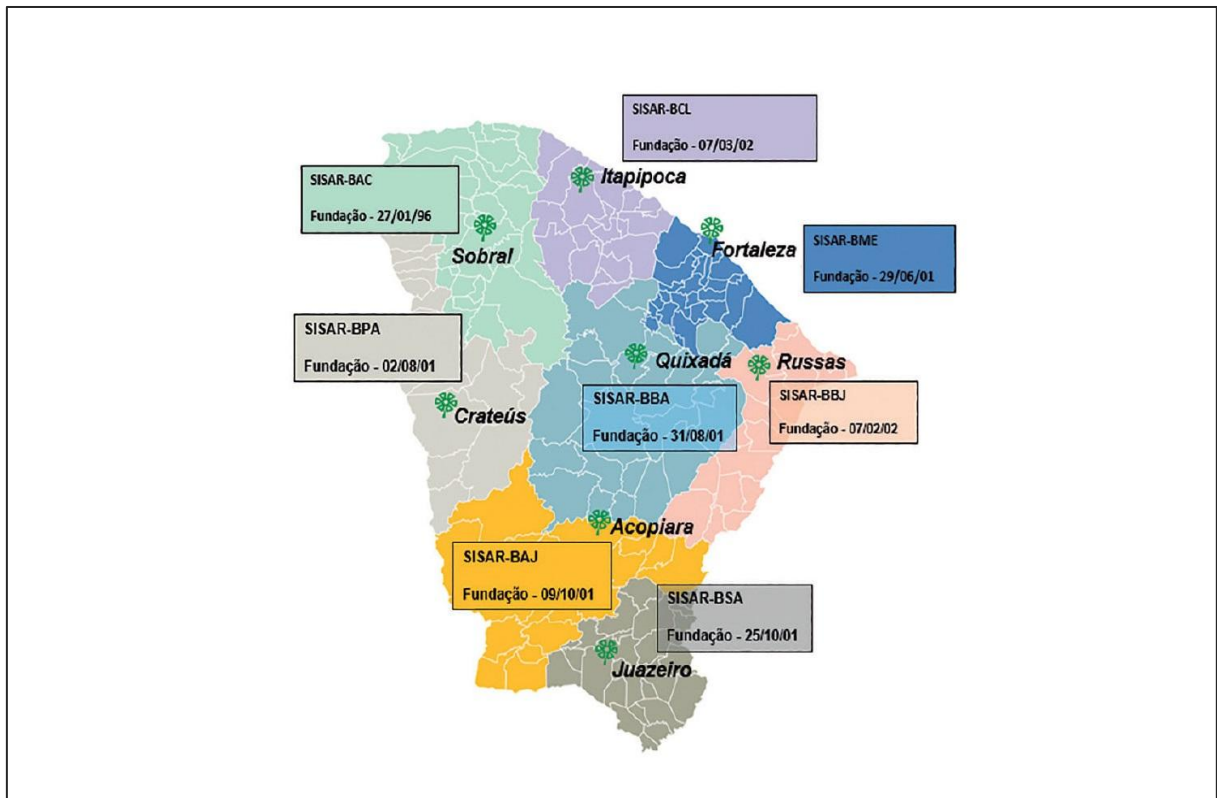 SISAR-BCL
Fundação - 07/03/02
Itapipoca
SISAR-BAC
Fundação - 27/01/96
Sobral
Fortaleza
SISAR-BME
Fundação - 29/06/01
SISAR-BPA
Fundação - 02/08/01
Crateús
Quixadá
Russas
SISAR-BBA
Fundação - 31/08/01
SISAR-BBJ
Fundação - 07/02/02
Acopiara
SISAR-BAJ
Fundação - 09/10/01
SISAR-BSA
Fundação - 25/10/01
Juazeiro